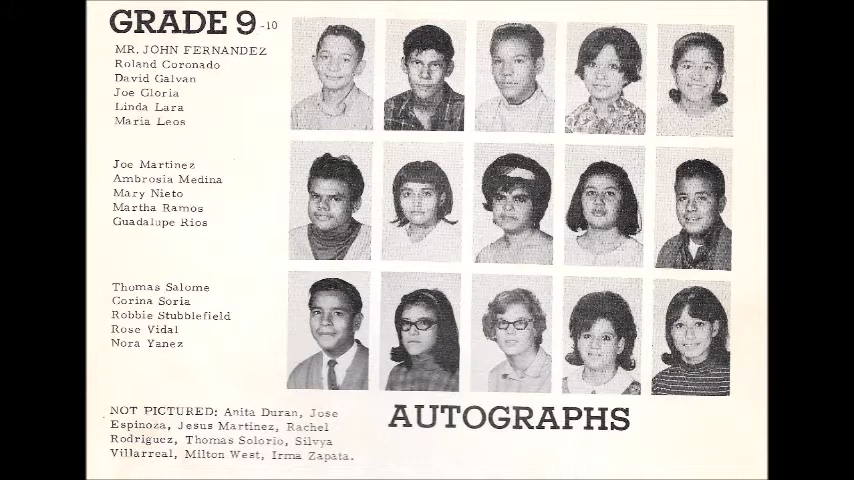 GRADE 9-10
MR. JOHN FERNANDEZ
Roland Coronado
David Galvan
Joe Gloria
Linda Lara
Maria Leos
Joe Martinez
Ambrosia Medina
Mary Nieto
Martha Ramos
Guadalupe Rios
Thomas Salome
Corina Soria
Robbie Stubblefield
Rose Vidal
Nora Yanez
NOT PICTURED: Anita Duran, Jose
Espinoza, Jesus Martinez, Rachel
Rodriguez, Thomas Solorio, Silvya
Villarreal, Milton West, Irma Zapata.
AUTOGRAPHS